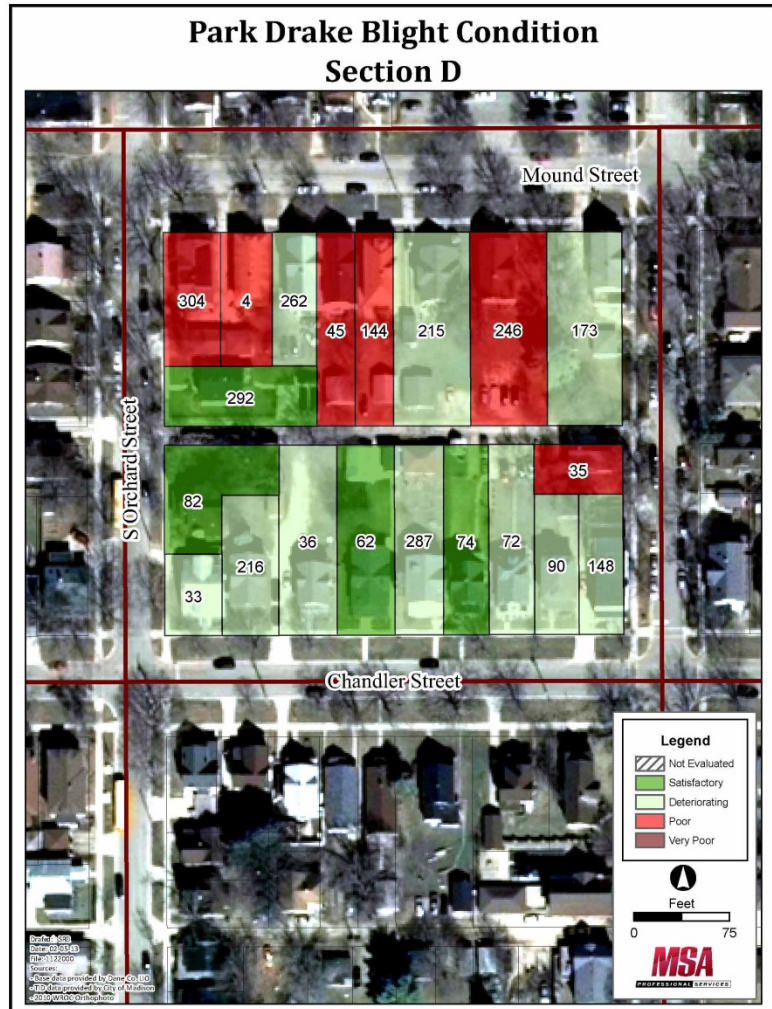 Park Drake Blight Condition
Section D
Mound Street
304
4
262
45
144
215
246
173
292
S Orchard Street
82
35
216
36
62
287
74
72
90
148
33
Chandler Street
Legend
Not Evaluated
Satisfactory
Deteriorating
Poor
Very Poor
Feet
0 75
Sources:
- Base data provided by Dane Co. LIO
- TID data provided by City of Madison
- 2010 WROC Orthophoto
MSA
PROFESSIONAL SERVICES